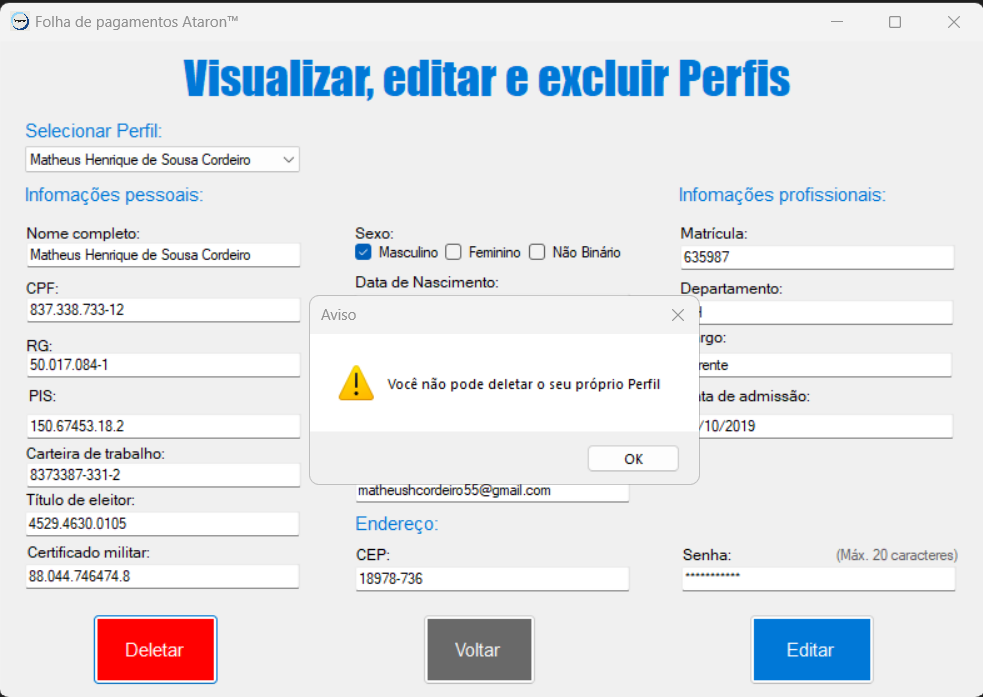 Folha de pagamentos Ataron™
Visualizar, editar e excluir Perfis
Selecionar Perfil:
Matheus Henrique de Sousa Cordeiro
Infomações pessoais:
Nome completo:
Matheus Henrique de Sousa Cordeiro
CPF:
837.338.733-12
RG:
50.017.084-1
PIS:
150.67453.18.2
Carteira de trabalho:
8373387-331-2
Título de eleitor:
4529.4630.0105
Certificado militar:
88.044.746474.8
Sexo:
Masculino Feminino Não Binário
Data de Nascimento:
Aviso
Você não pode deletar o seu próprio Perfil
OK
matheushcordeiro55@gmail.com
Endereço:
CEP:
18978-736
Infomações profissionais:
Matrícula:
635987
Departamento:
rgo:
rente
ta de admissão:
/10/2019
Senha: (Máx. 20 caracteres)
***********
Deletar
Voltar
Editar